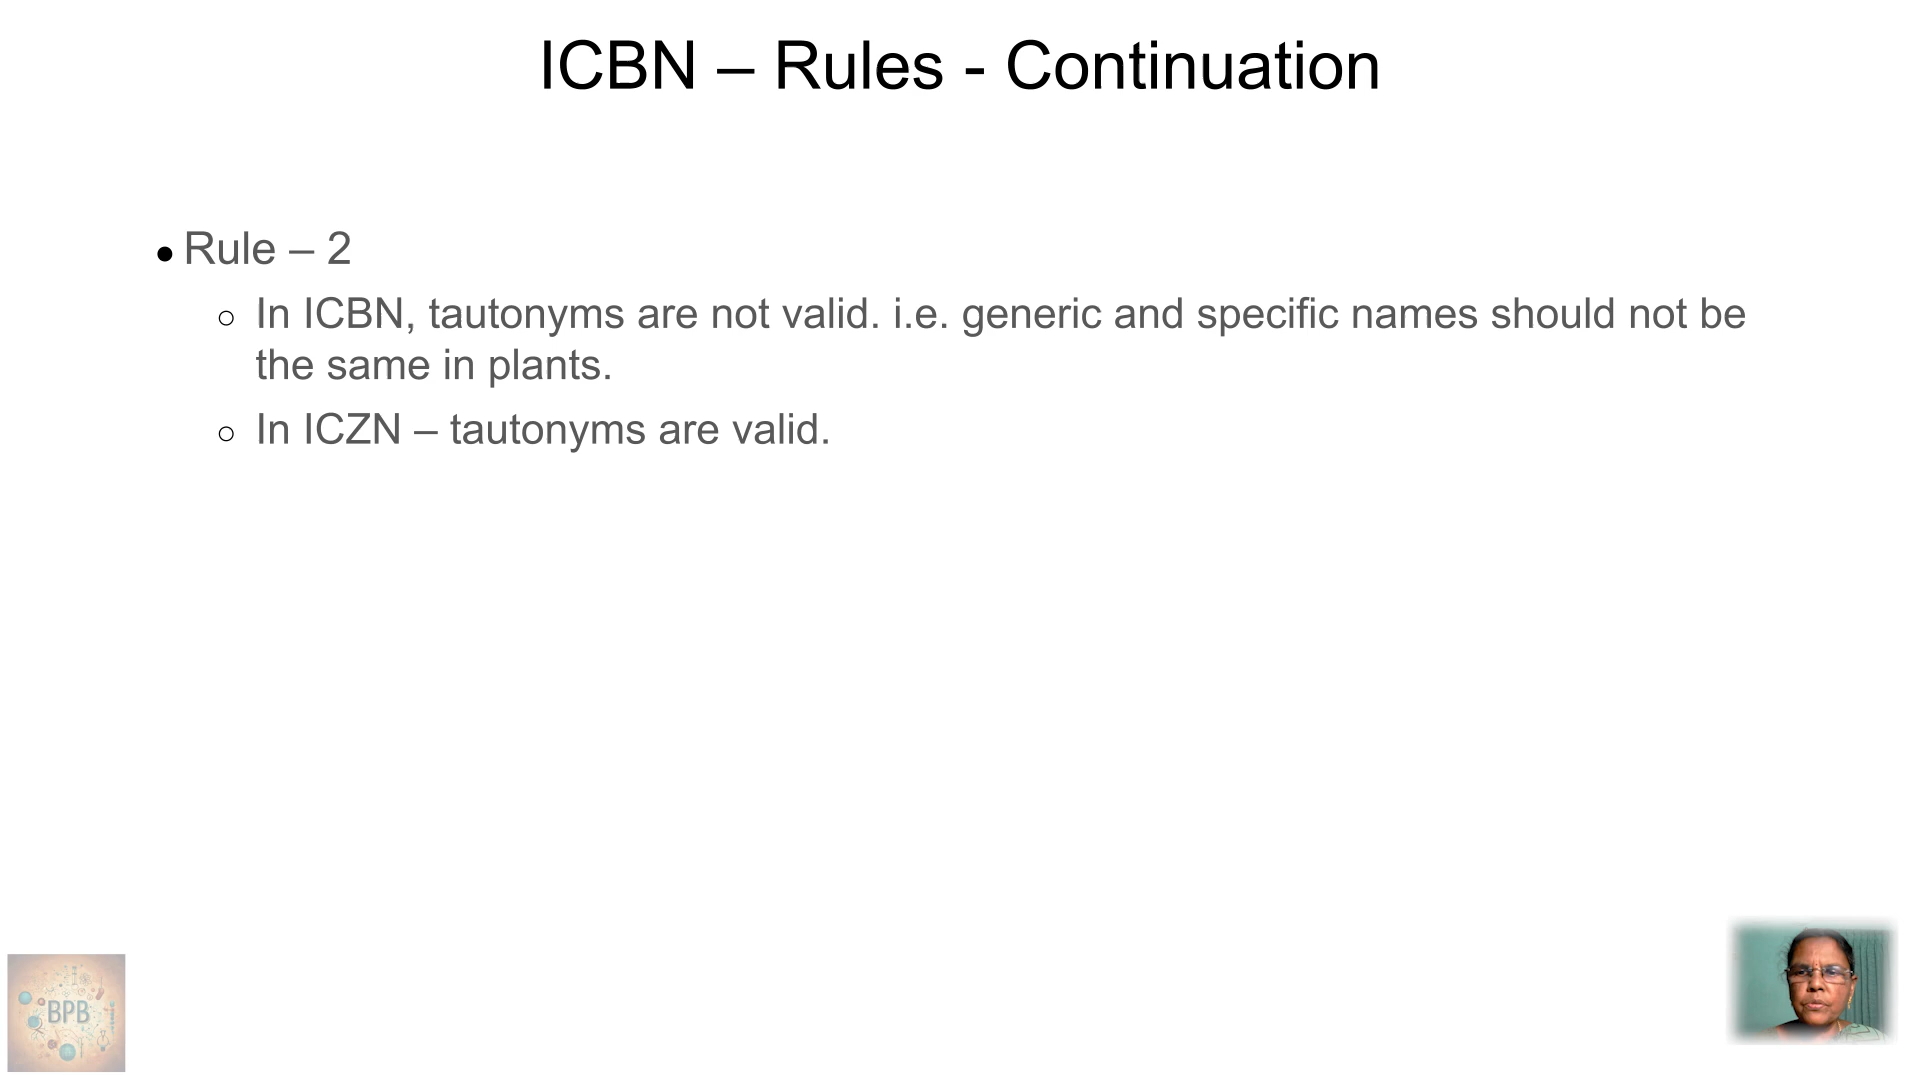 ICBN – Rules - Continuation
● Rule – 2
○ In ICBN, tautonyms are not valid. i.e. generic and specific names should not be
the same in plants.
○ In ICZN – tautonyms are valid.
BPB